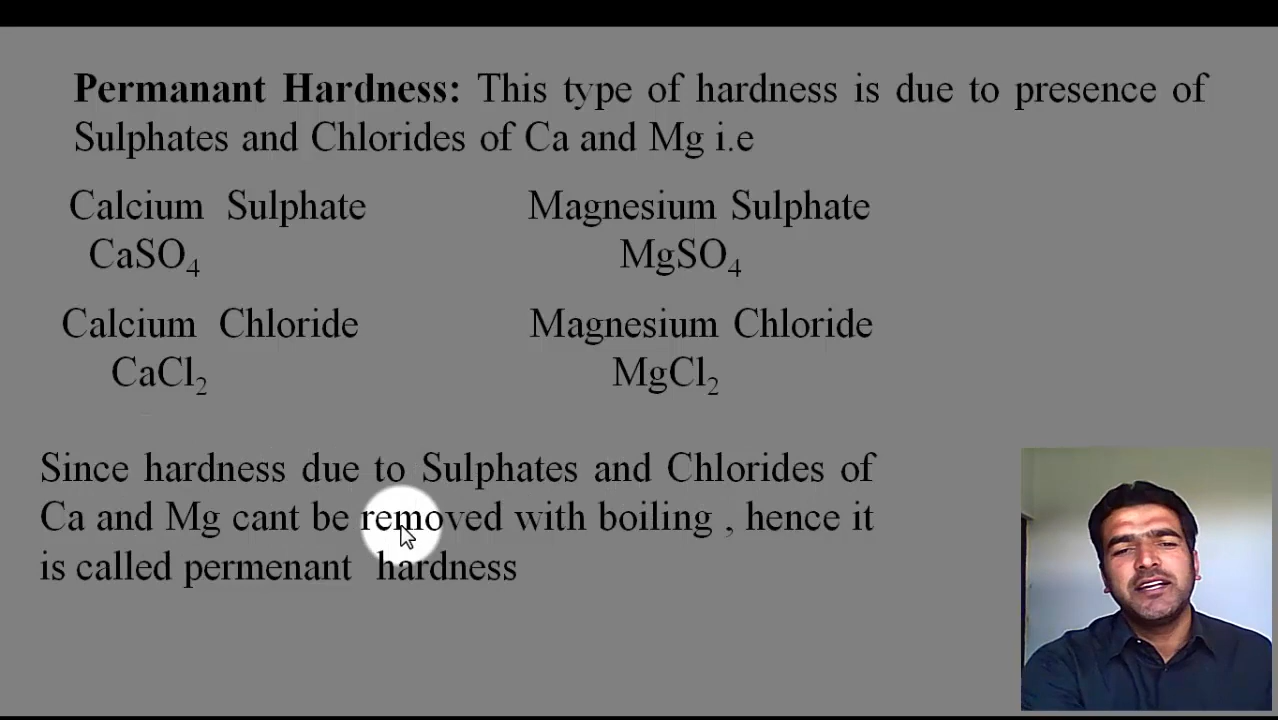 Permanant Hardness: This type of hardness is due to presence of
Sulphates and Chlorides of Ca and Mg i.e
Calcium Sulphate Magnesium Sulphate
CaSO₄ MgSO₄
Calcium Chloride Magnesium Chloride
CaCl₂ MgCl₂
Since hardness due to Sulphates and Chlorides of
Ca and Mg cant be removed with boiling , hence it
is called permenant hardness